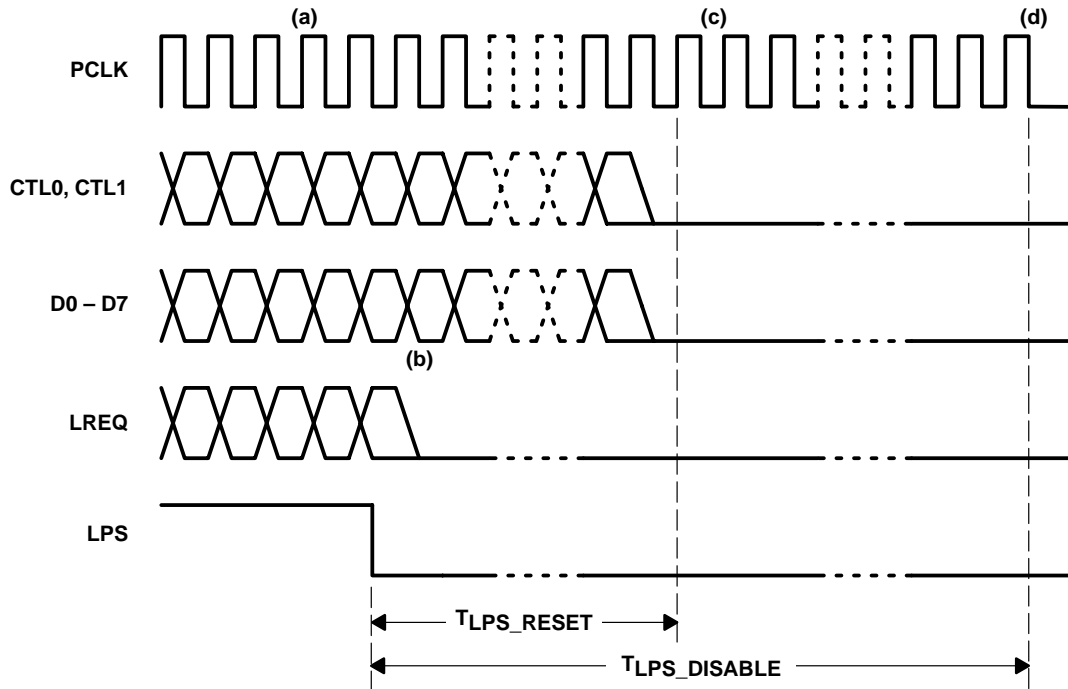 (a) (c) (d)
PCLK
CTL0, CTL1
D0 – D7
(b)
LREQ
LPS
TLPS_RESET
TLPS_DISABLE